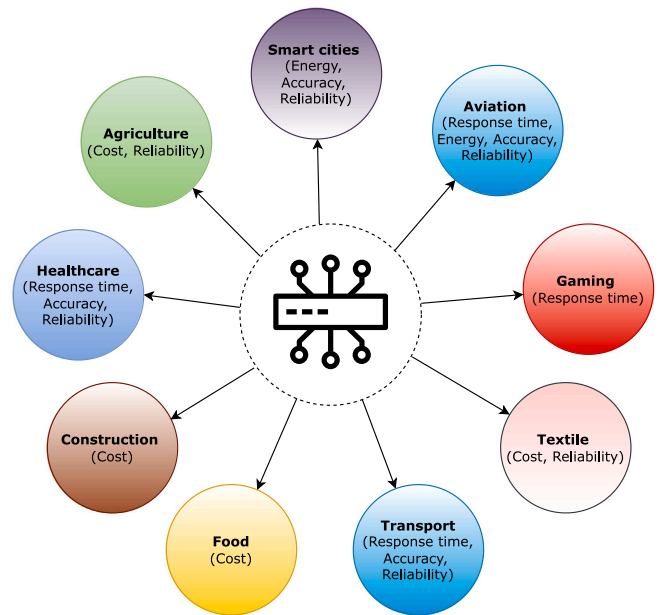 Smart cities
(Energy,
Accuracy,
Reliability)
Aviation
(Response time,
Energy, Accuracy,
Reliability)
Agriculture
(Cost, Reliability)
Healthcare
(Response time,
Accuracy,
Reliability)
Gaming
(Response time)
Construction
(Cost)
Textile
(Cost, Reliability)
Food
(Cost)
Transport
(Response time,
Accuracy,
Reliability)